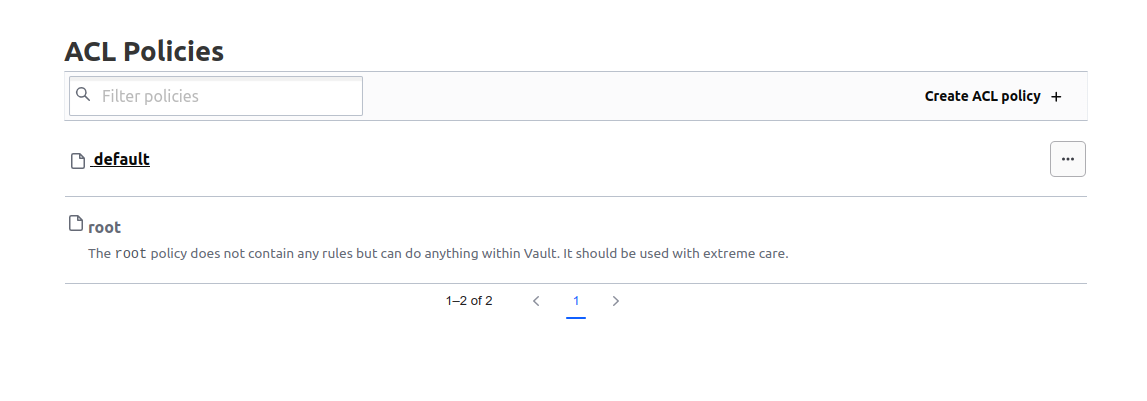 ACL Policies
Filter policies
Create ACL policy +
default
root
The root policy does not contain any rules but can do anything within Vault. It should be used with extreme care.
1–2 of 2 < 1 >